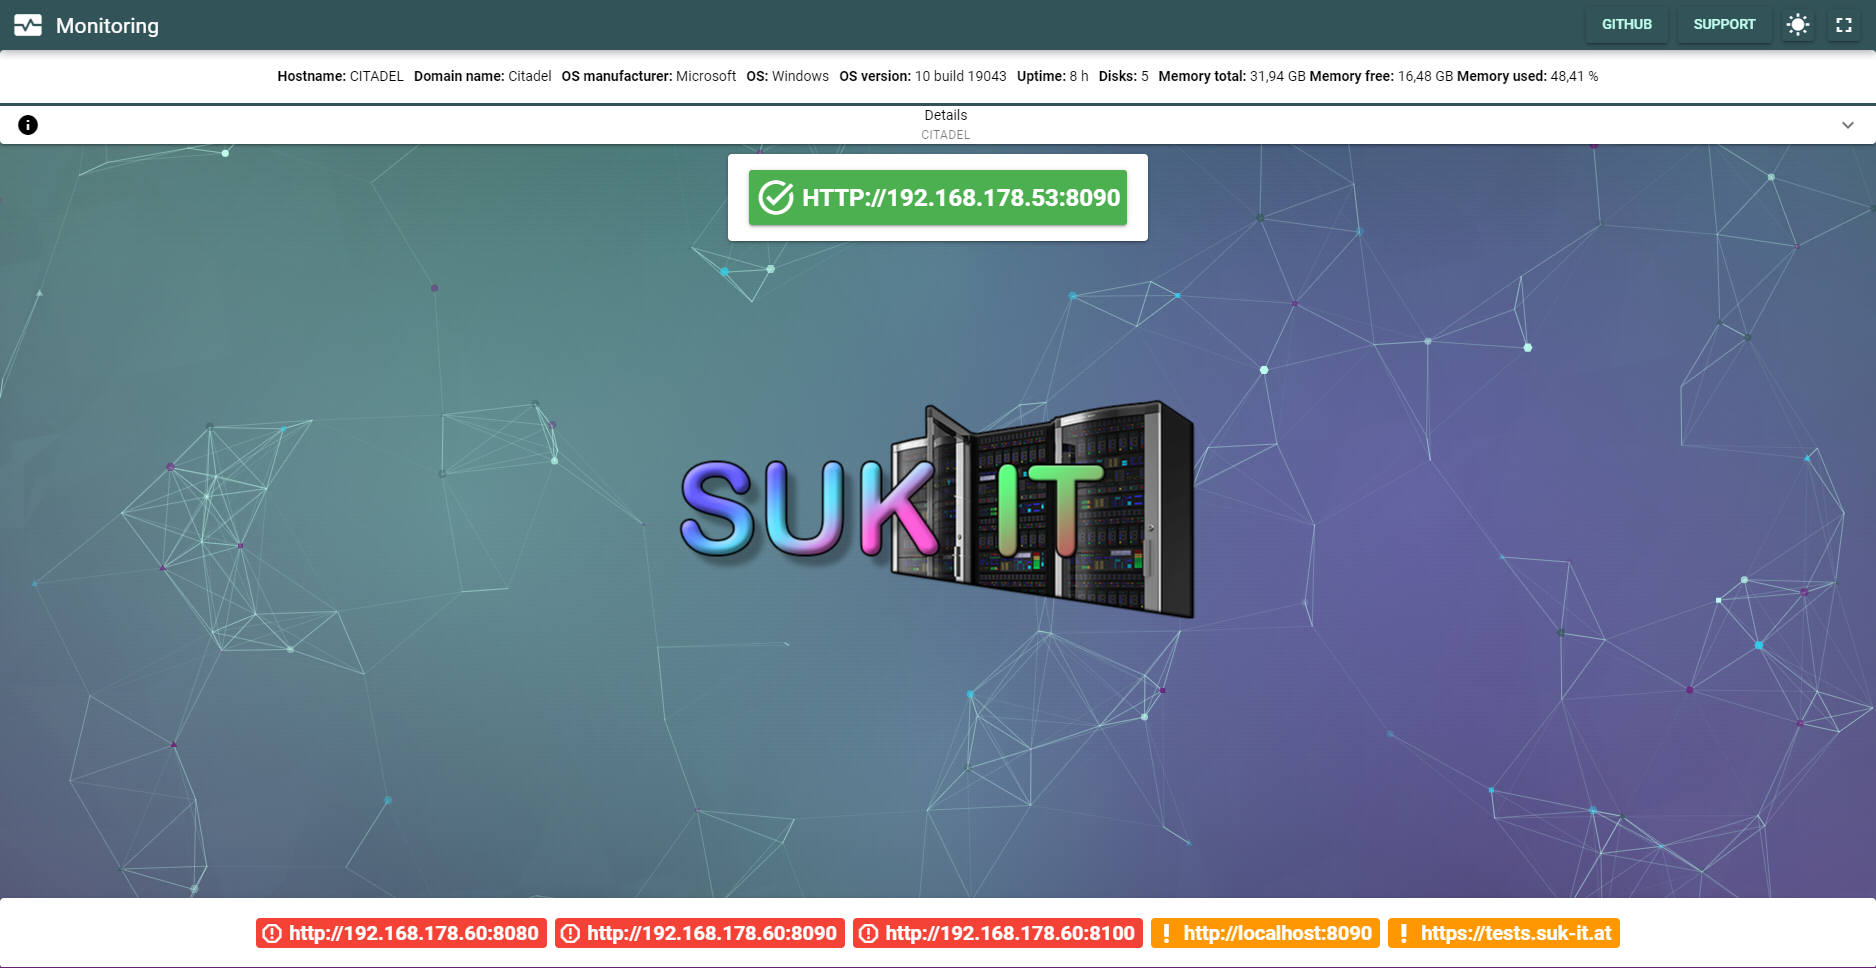 Monitoring
GITHUB
SUPPORT
Hostname: CITADEL Domain name: Citadel OS manufacturer: Microsoft OS: Windows OS version: 10 build 19043 Uptime: 8 h Disks: 5 Memory total: 31,94 GB Memory free: 16,48 GB Memory used: 48,41 %
Details
CITADEL
HTTP://192.168.178.53:8090
SUK IT
http://192.168.178.60:8080
http://192.168.178.60:8090
http://192.168.178.60:8100
http://localhost:8090
https://tests.suk-it.at